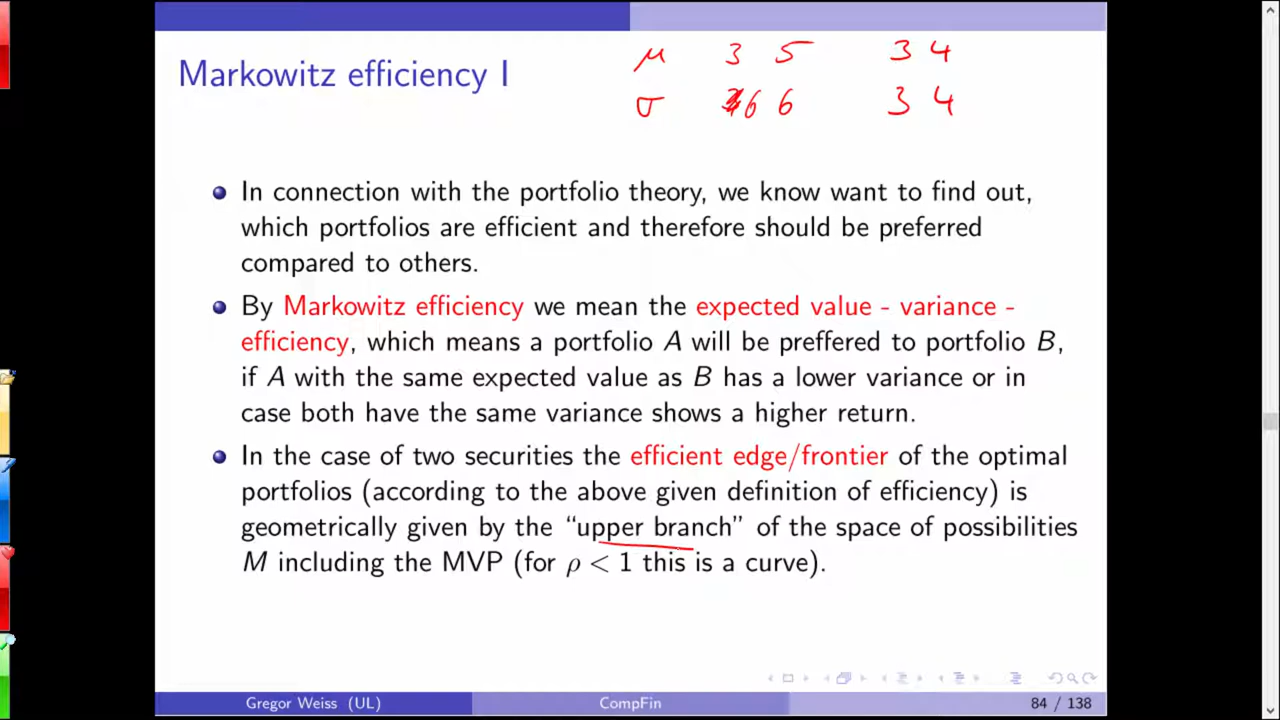 Markowitz efficiency I
μ 3 5 3 4
σ 6 6 3 4
In connection with the portfolio theory, we know want to find out,
which portfolios are efficient and therefore should be preferred
compared to others.
By Markowitz efficiency we mean the expected value - variance -
efficiency, which means a portfolio A will be preffered to portfolio B,
if A with the same expected value as B has a lower variance or in
case both have the same variance shows a higher return.
In the case of two securities the efficient edge/frontier of the optimal
portfolios (according to the above given definition of efficiency) is
geometrically given by the “upper branch” of the space of possibilities
M including the MVP (for ρ < 1 this is a curve).
Gregor Weiss (UL) CompFin 84 / 138